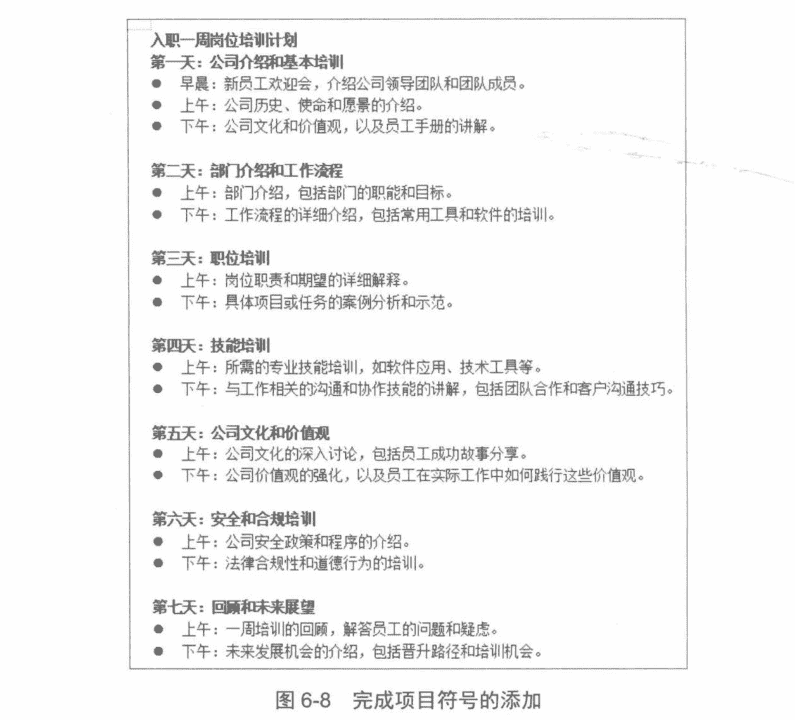 入职一周岗位培训计划
第一天：公司介绍和基本培训
● 早晨：新员工欢迎会，介绍公司领导团队和团队成员。
● 上午：公司历史、使命和愿景的介绍。
● 下午：公司文化和价值观，以及员工手册的讲解。
第二天：部门介绍和工作流程
● 上午：部门介绍，包括部门的职能和目标。
● 下午：工作流程的详细介绍，包括常用工具和软件的培训。
第三天：职位培训
● 上午：岗位职责和期望的详细解释。
● 下午：具体项目或任务的案例分析和示范。
第四天：技能培训
● 上午：所需的专业技能培训，如软件应用、技术工具等。
● 下午：与工作相关的沟通和协作技能的讲解，包括团队合作和客户沟通技巧。
第五天：公司文化和价值观
● 上午：公司文化的深入讨论，包括员工成功故事分享。
● 下午：公司价值观的强化，以及员工在实际工作中如何践行这些价值观。
第六天：安全和合规培训
● 上午：公司安全政策和程序的介绍。
● 下午：法律合规性和道德行为的培训。
第七天：回顾和未来展望
● 上午：一周培训的回顾，解答员工的问题和疑虑。
● 下午：未来发展机会的介绍，包括晋升路径和培训机会。
图 6-8 完成项目符号的添加